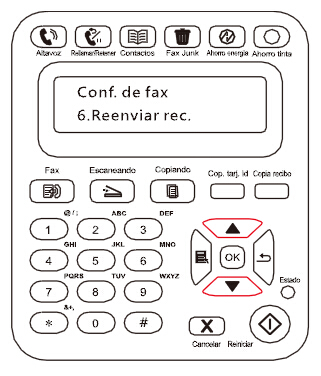 Altavoz Rellamar/Retener Contactos Fax Junk Ahorro energía Ahorro tinta
Conf. de fax
6.Reenviar rec.
Fax Escaneando Copiando Cop. tarj. id Copia recibo
@/: ABC DEF
1 2 3
GHI JKL MNO
4 5 6 OK
PQRS TUV WXYZ
7 8 9 Estado
&+,
* 0 # X
Cancelar Reiniciar